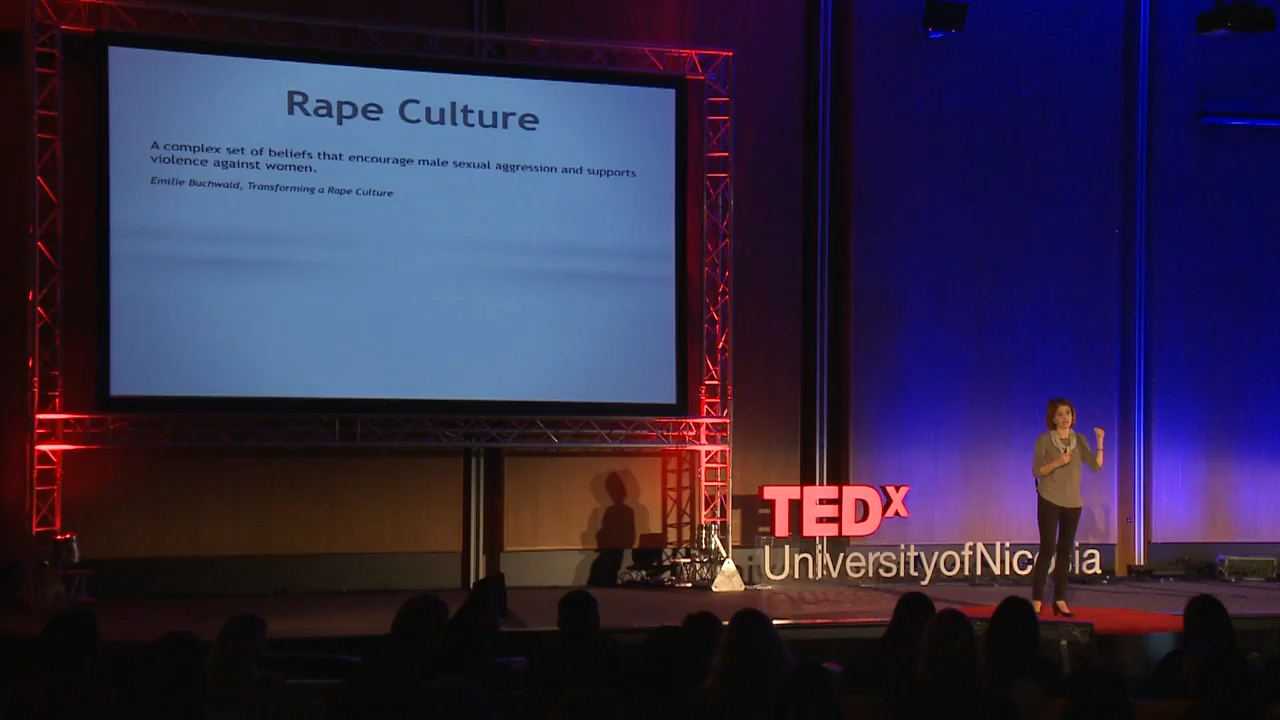 Rape Culture
A complex set of beliefs that encourage male sexual aggression and supports
violence against women.
Emilie Buchwald, Transforming a Rape Culture
TEDx
UniversityofNicosia